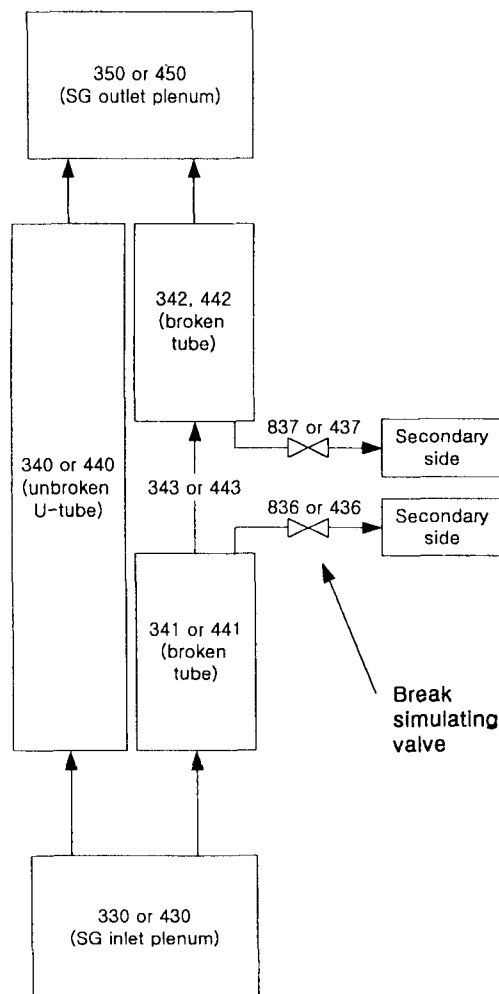 350 or 450
(SG outlet plenum)
342, 442
(broken
tube)
837 or 437
Secondary
side
340 or 440
(unbroken
U-tube)
343 or 443
836 or 436
Secondary
side
341 or 441
(broken
tube)
Break
simulating
valve
330 or 430
(SG inlet plenum)